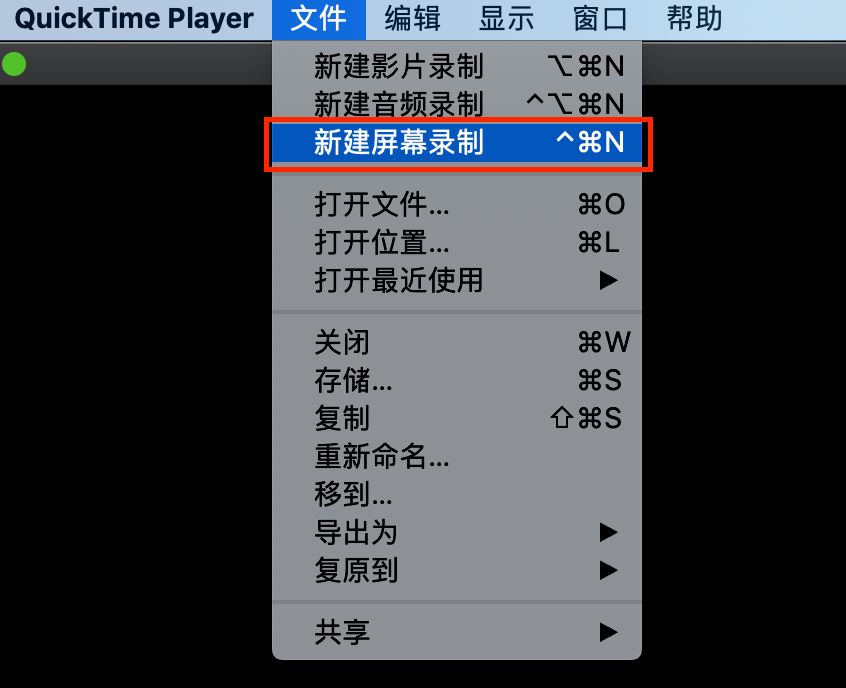 QuickTime Player 文件 编辑 显示 窗口 帮助
新建影片录制 ⌥⌘N
新建音频录制 ^⌥⌘N
新建屏幕录制 ^⌘N
打开文件... ⌘O
打开位置... ⌘L
打开最近使用 ▶
关闭 ⌘W
存储... ⌘S
复制 ⇧⌘S
重新命名...
移到...
导出为 ▶
复原到 ▶
共享 ▶